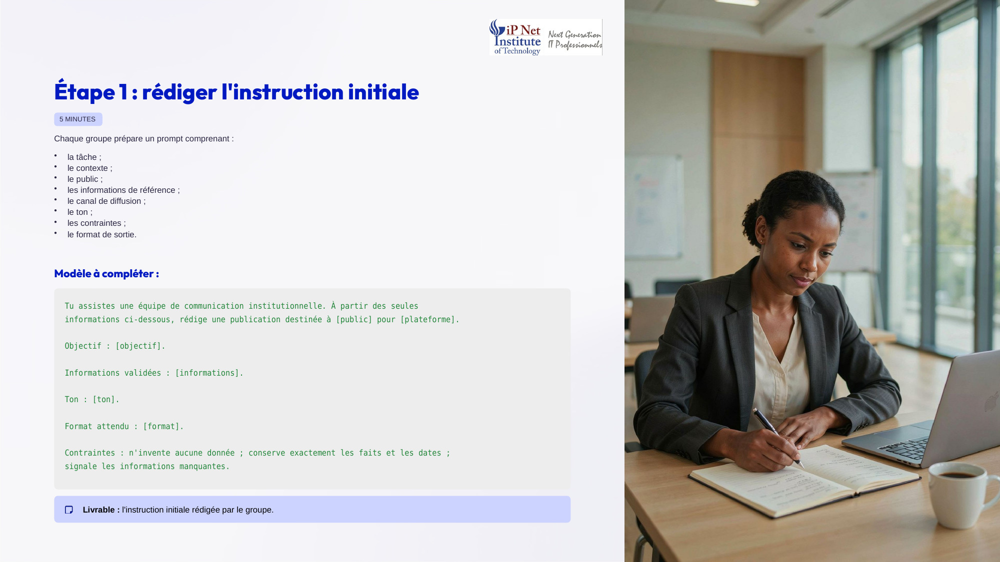 iP Net
Institute
of Technology
Next Generation
IT Professionnels
Étape 1 : rédiger l'instruction initiale
5 MINUTES
Chaque groupe prépare un prompt comprenant :
• la tâche ;
• le contexte ;
• le public ;
• les informations de référence ;
• le canal de diffusion ;
• le ton ;
• les contraintes ;
• le format de sortie.
Modèle à compléter :
Tu assistes une équipe de communication institutionnelle. À partir des seules
informations ci-dessous, rédige une publication destinée à [public] pour [plateforme].
Objectif : [objectif].
Informations validées : [informations].
Ton : [ton].
Format attendu : [format].
Contraintes : n'invente aucune donnée ; conserve exactement les faits et les dates ;
signale les informations manquantes.
Livrable : l'instruction initiale rédigée par le groupe.